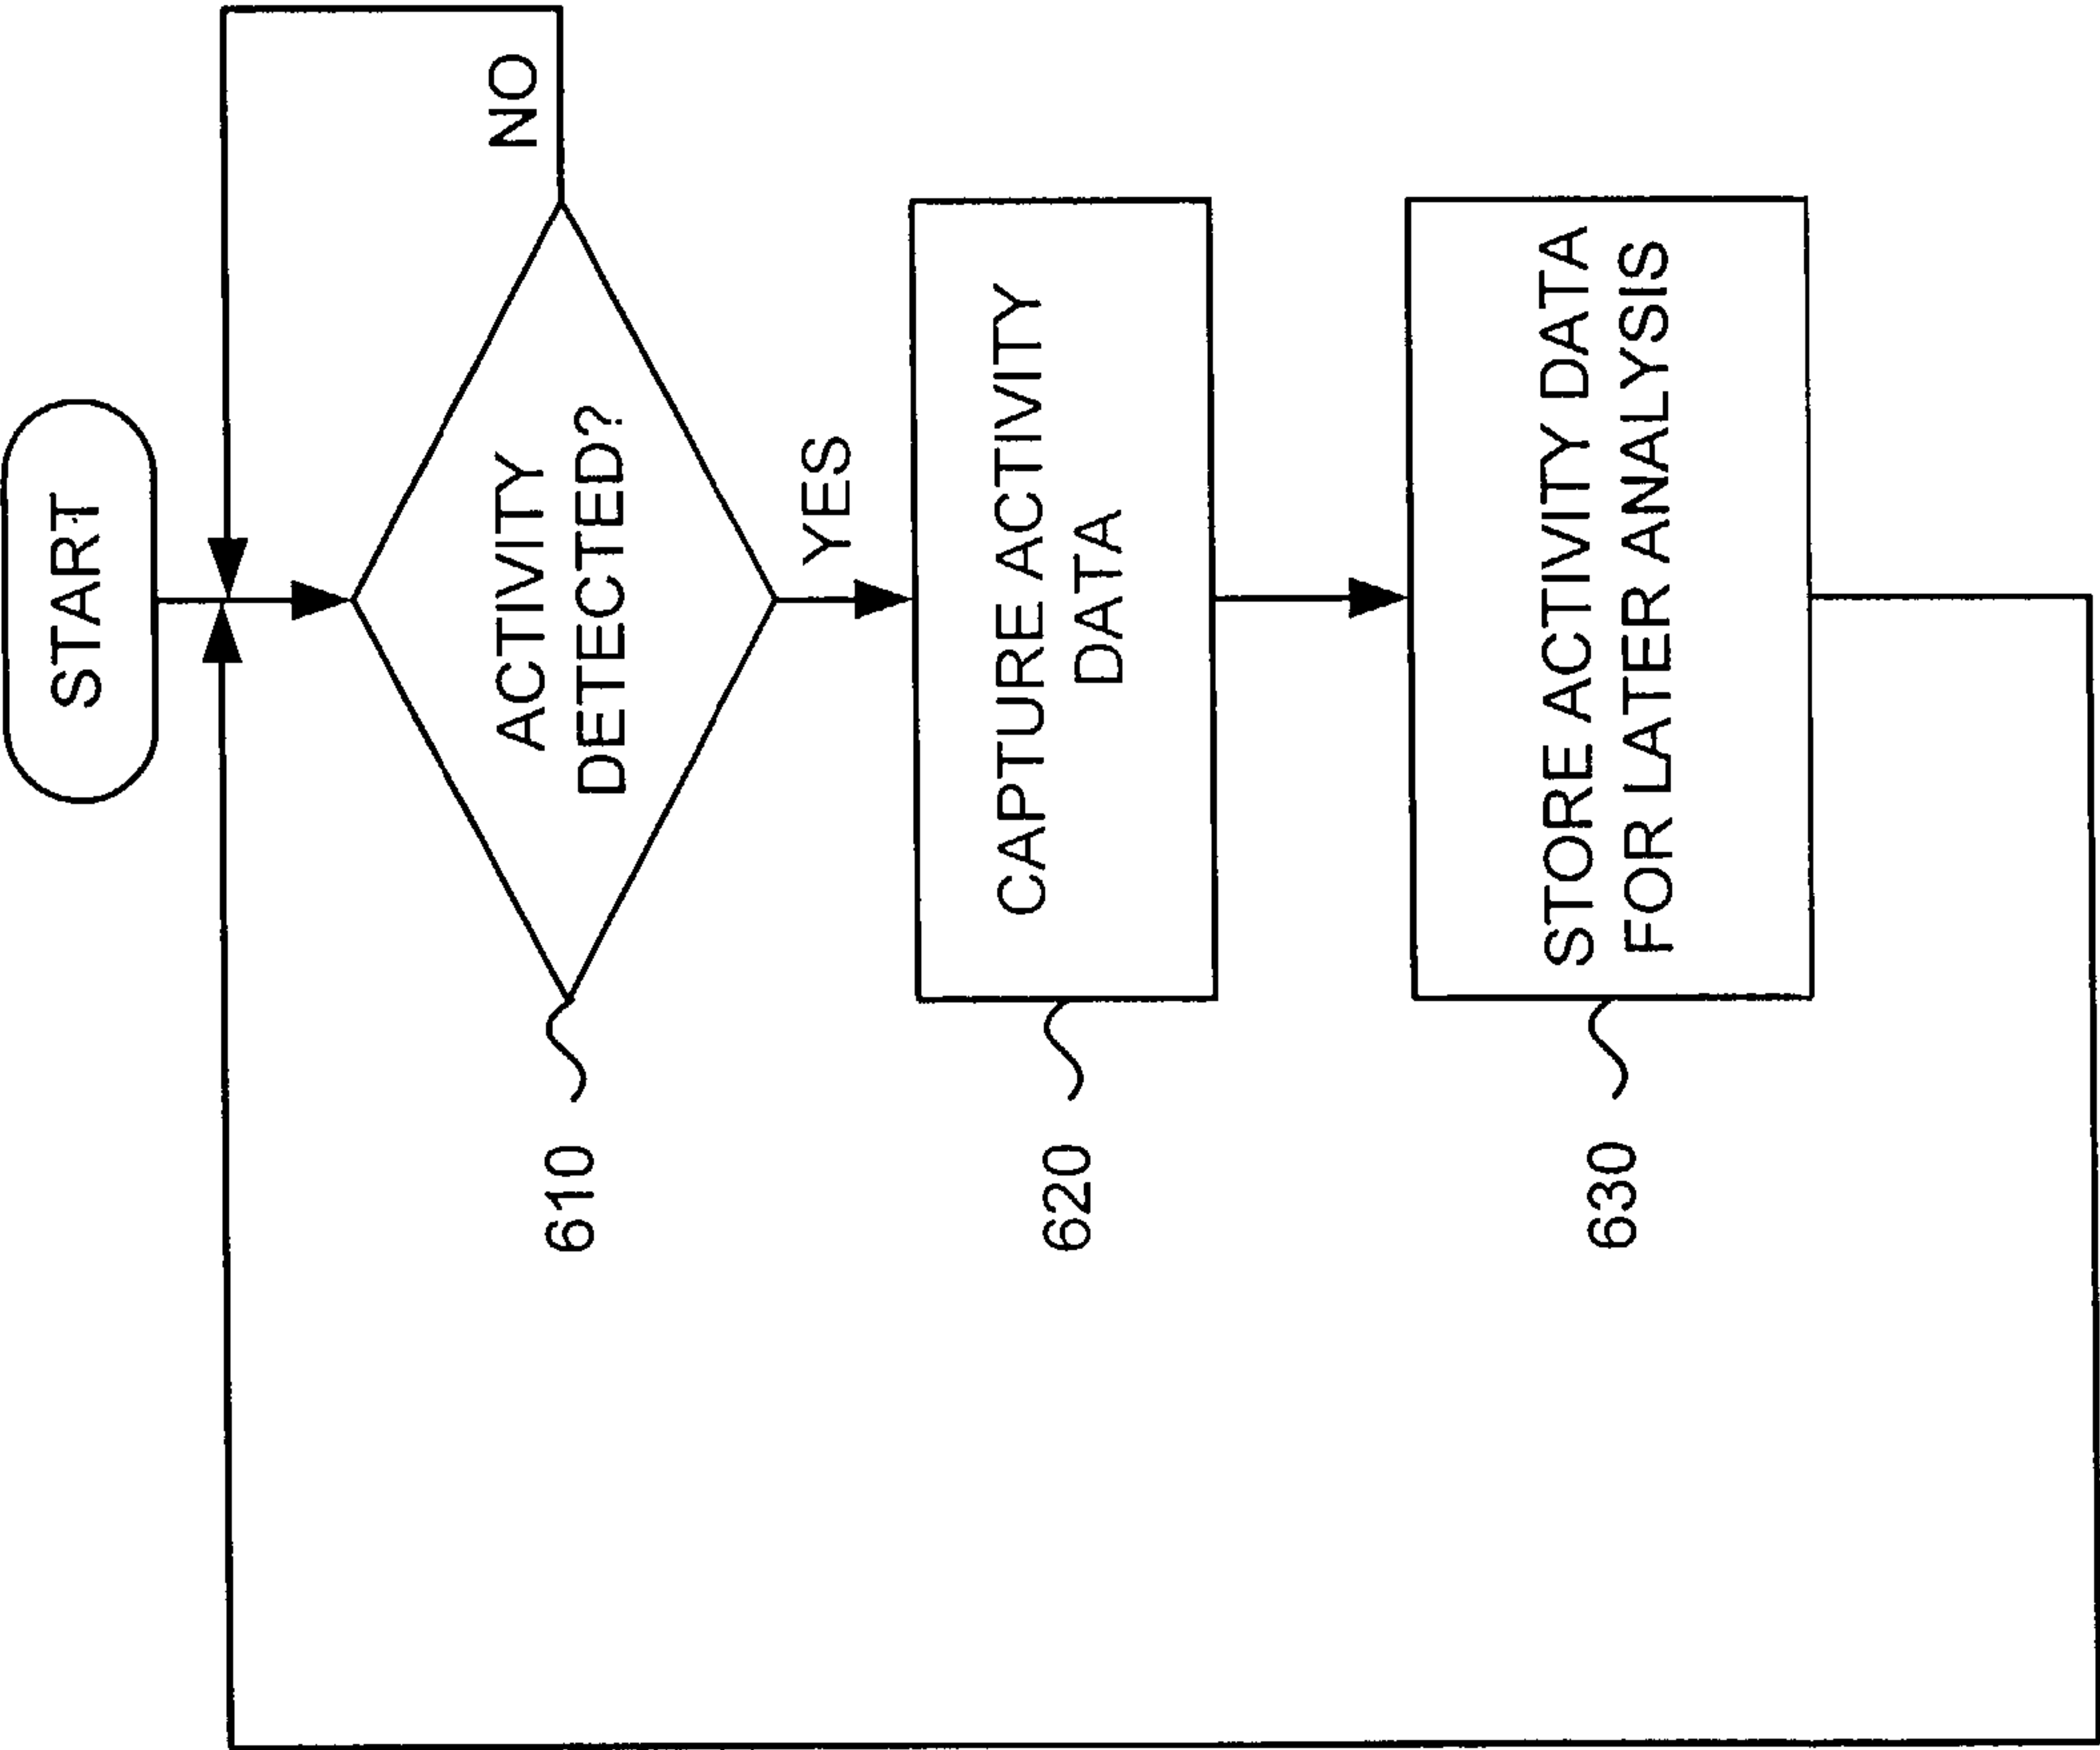 START
NO
ACTIVITY
DETECTED?
610
YES
CAPTURE ACTIVITY
DATA
620
STORE ACTIVITY DATA
FOR LATER ANALYSIS
630